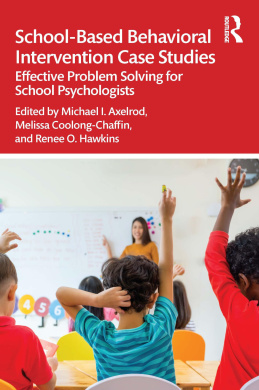 School-Based Behavioral
Intervention Case Studies
Effective Problem Solving for
School Psychologists
Edited by Michael I. Axelrod,
Melissa Coolong-Chaffin,
and Renee O. Hawkins
ROUTLEDGE